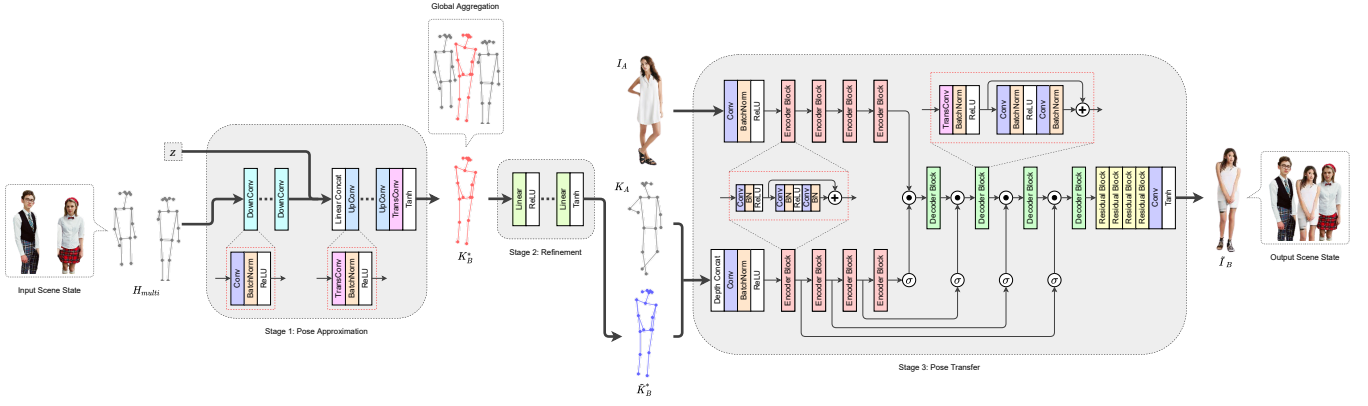 Global Aggregation
I_A
Conv
BatchNorm
ReLU
Encoder Block
Encoder Block
Encoder Block
Encoder Block
TransConv
BatchNorm
ReLU
Conv
BatchNorm
ReLU
Conv
BatchNorm
+
z
DownConv
DownConv
Linear Concat
UpConv
UpConv
TransConv
Tanh
K*_B
Linear
ReLU
Linear
Tanh
Stage 2: Refinement
K_A
Conv
BN
ReLU
Conv
BN
ReLU
Conv
BN
+
Decoder Block
Decoder Block
Decoder Block
Decoder Block
Decoder Block
Residual Block
Residual Block
Residual Block
Residual Block
Conv
Tanh
Input Scene State
H_multi
Conv
BatchNorm
ReLU
TransConv
BatchNorm
ReLU
Stage 1: Pose Approximation
K̃*_B
Depth Concat
Conv
BatchNorm
ReLU
Encoder Block
Encoder Block
Encoder Block
Encoder Block
σ
σ
σ
σ
Stage 3: Pose Transfer
Ĩ_B
Output Scene State